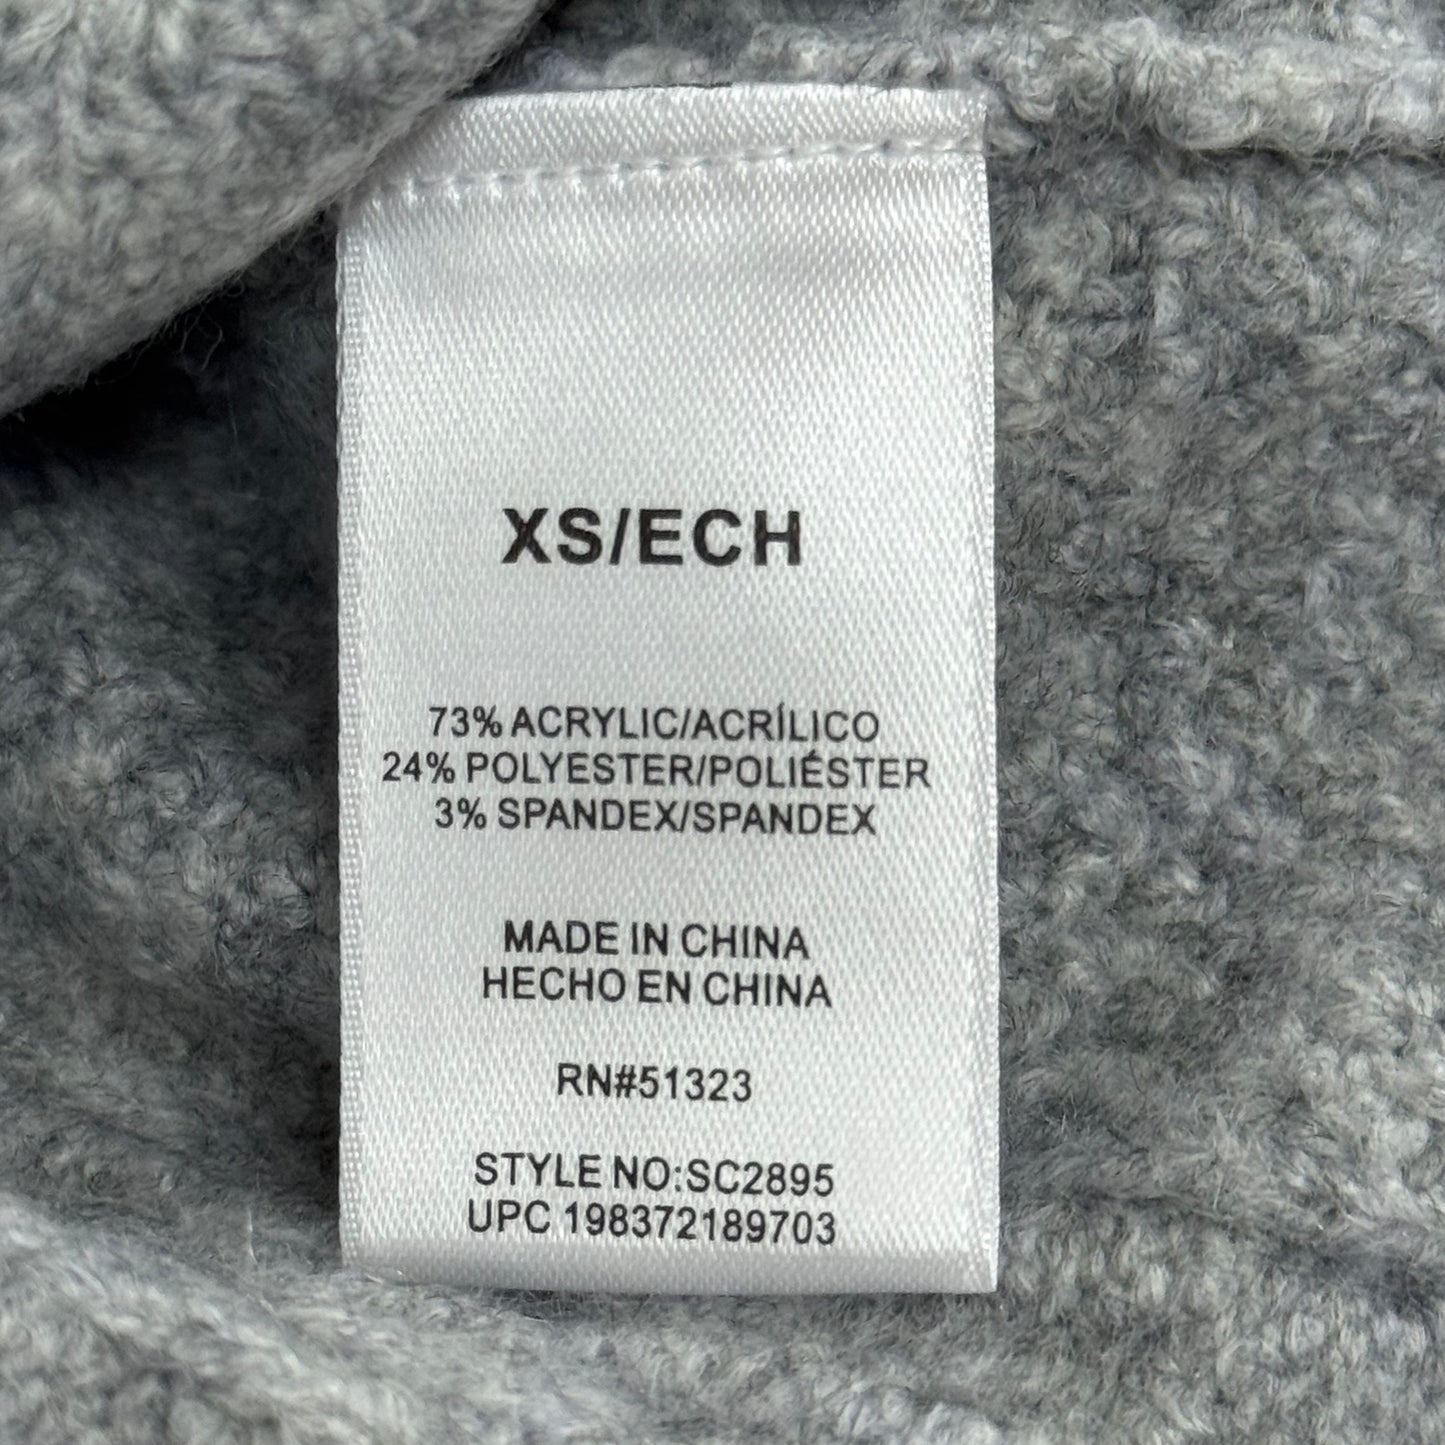 XS/ECH
73% ACRYLIC/ACRÍLICO
24% POLYESTER/POLIÉSTER
3% SPANDEX/SPANDEX
MADE IN CHINA
HECHO EN CHINA
RN#51323
STYLE NO:SC2895
UPC 198372189703